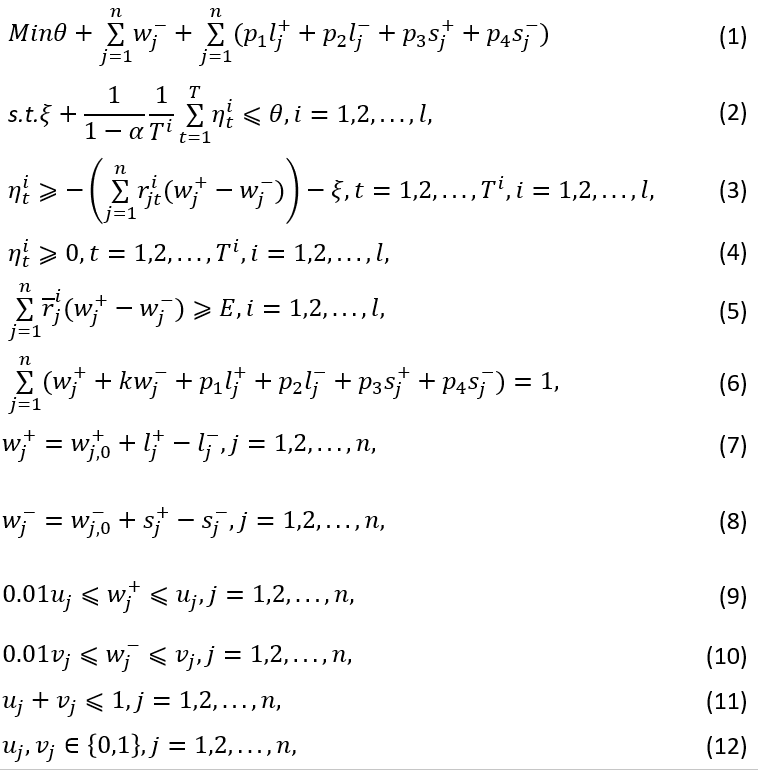 Minθ + ∑_{j=1}^{n} w_j^- + ∑_{j=1}^{n} (p_1 l_j^+ + p_2 l_j^- + p_3 s_j^+ + p_4 s_j^-) (1)
s.t. ξ + \frac{1}{1 − α} \frac{1}{T^i} ∑_{t=1}^{T} η_t^i ⩽ θ, i = 1,2, . . . , l, (2)
η_t^i ⩾ − (∑_{j=1}^{n} r_{jt}^i (w_j^+ − w_j^-)) − ξ, t = 1,2, . . . , T^i, i = 1,2, . . . , l, (3)
η_t^i ⩾ 0, t = 1,2, . . . , T^i, i = 1,2, . . . , l, (4)
∑_{j=1}^{n} \overline{r}_j^i (w_j^+ − w_j^-) ⩾ E, i = 1,2, . . . , l, (5)
∑_{j=1}^{n} (w_j^+ + kw_j^- + p_1 l_j^+ + p_2 l_j^- + p_3 s_j^+ + p_4 s_j^-) = 1, (6)
w_j^+ = w_{j,0}^+ + l_j^+ − l_j^-, j = 1,2, . . . , n, (7)
w_j^- = w_{j,0}^- + s_j^+ − s_j^-, j = 1,2, . . . , n, (8)
0.01u_j ⩽ w_j^+ ⩽ u_j, j = 1,2, . . . , n, (9)
0.01v_j ⩽ w_j^- ⩽ v_j, j = 1,2, . . . , n, (10)
u_j + v_j ⩽ 1, j = 1,2, . . . , n, (11)
u_j, v_j ∈ {0,1}, j = 1,2, . . . , n, (12)